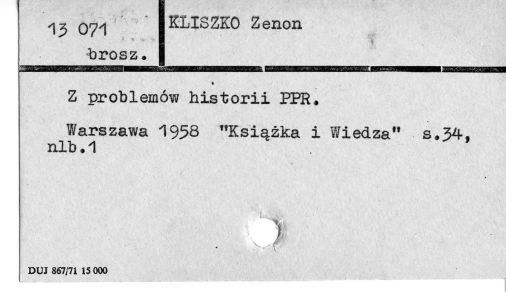 13 071
brosz.
KLISZKO Zenon
Z problemów historii PPR.
Warszawa 1958 "Książka i Wiedza" s.34,
nlb.1
DUJ 867/71 15 000